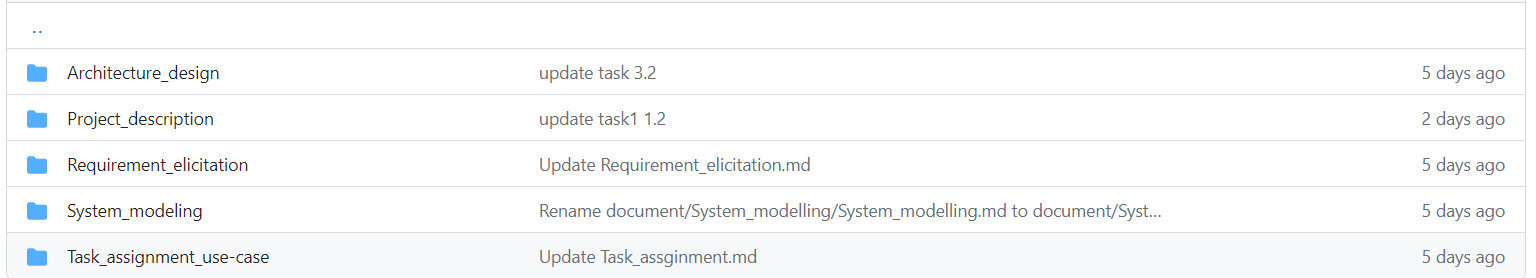 ..
Architecture_design update task 3.2 5 days ago
Project_description update task1 1.2 2 days ago
Requirement_elicitation Update Requirement_elicitation.md 5 days ago
System_modeling Rename document/System_modelling/System_modelling.md to document/Syst... 5 days ago
Task_assignment_use-case Update Task_assginment.md 5 days ago